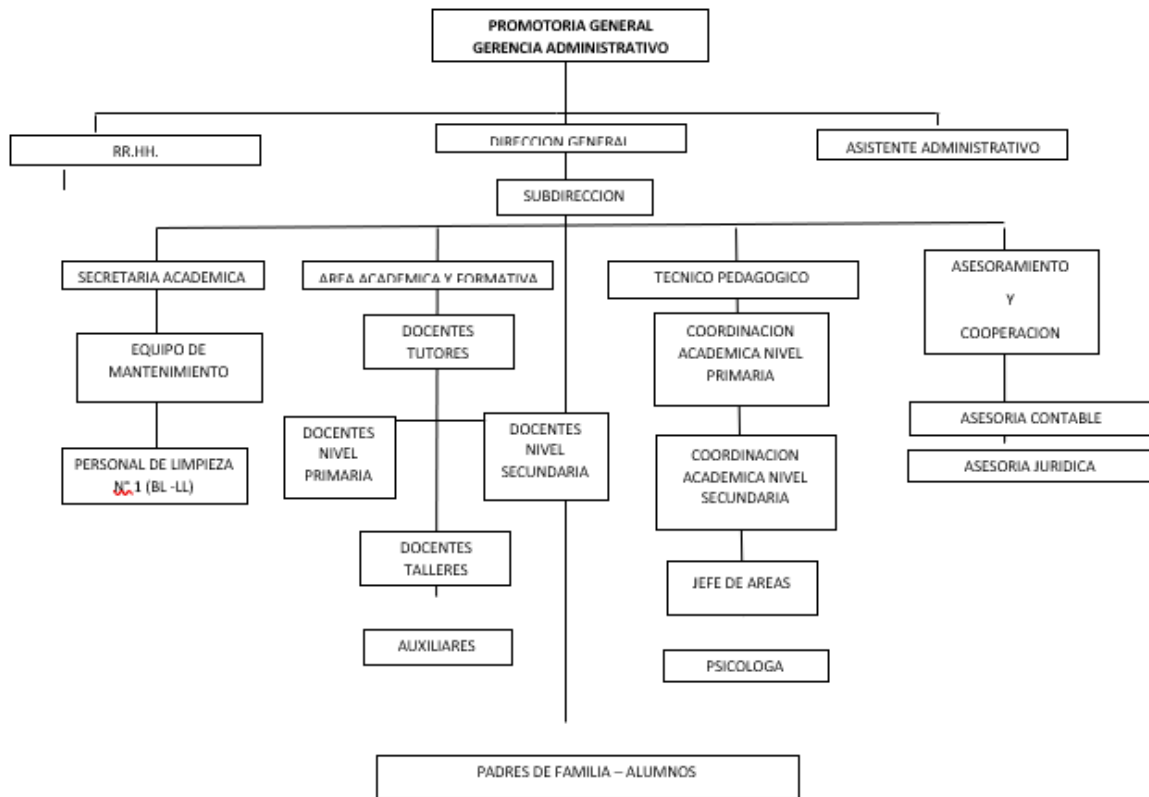 PROMOTORIA GENERAL
GERENCIA ADMINISTRATIVO
RR.HH.
DIRECCION GENERAL
ASISTENTE ADMINISTRATIVO
SUBDIRECCION
SECRETARIA ACADEMICA
AREA ACADEMICA Y FORMATIVA
TECNICO PEDAGOGICO
ASESORAMIENTO
Y
COOPERACION
EQUIPO DE
MANTENIMIENTO
DOCENTES
TUTORES
COORDINACION
ACADEMICA NIVEL
PRIMARIA
PERSONAL DE LIMPIEZA
N° 1 (BL -LL)
DOCENTES
NIVEL
PRIMARIA
DOCENTES
NIVEL
SECUNDARIA
COORDINACION
ACADEMICA NIVEL
SECUNDARIA
ASESORIA CONTABLE
ASESORIA JURIDICA
DOCENTES
TALLERES
JEFE DE AREAS
AUXILIARES
PSICOLOGA
PADRES DE FAMILIA – ALUMNOS